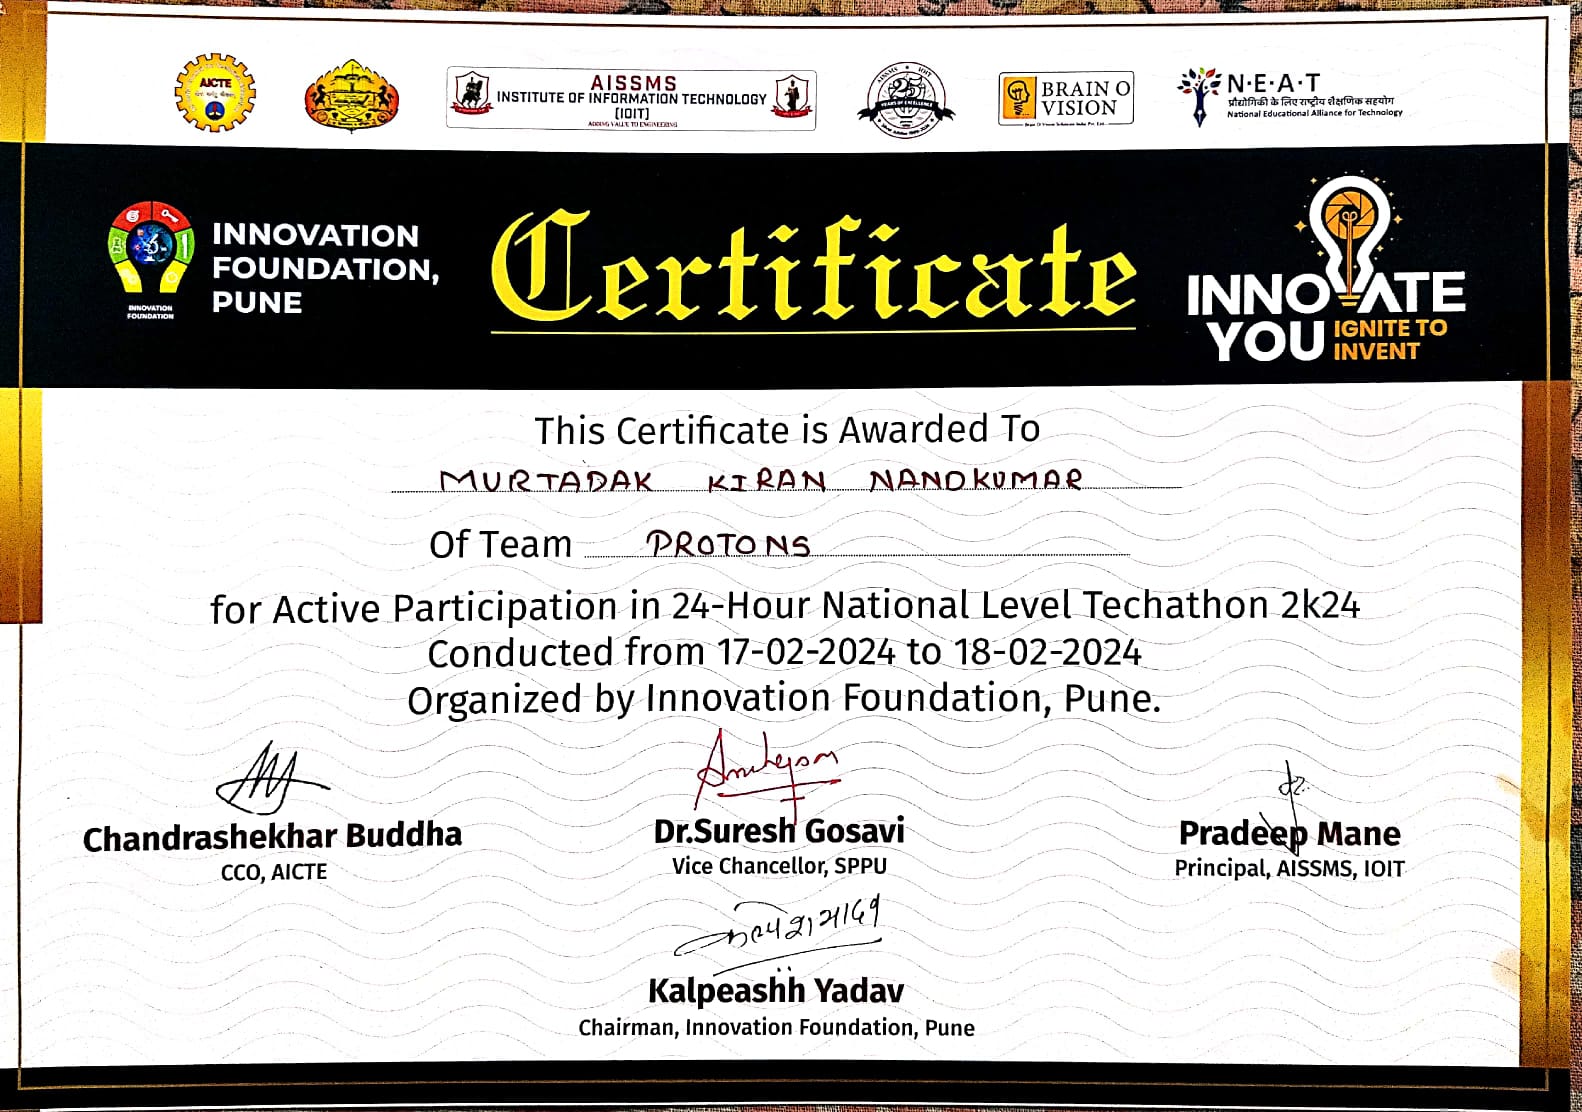 AICTE
AISSMS
INSTITUTE OF INFORMATION TECHNOLOGY
[IOIT]
ADDING VALUE TO ENGINEERING
AISSMS IOIT
25
YEARS OF EXCELLENCE
BRAIN O
VISION
N·E·A·T
प्रौद्योगिकी के लिए राष्ट्रीय शैक्षणिक सहयोग
National Educational Alliance for Technology
INNOVATION
FOUNDATION
INNOVATION
FOUNDATION,
PUNE
Certificate
INNOVATE
YOU IGNITE TO
INVENT
This Certificate is Awarded To
MURTADAK KIRAN NANDKUMAR
Of Team PROTONS
for Active Participation in 24-Hour National Level Techathon 2k24
Conducted from 17-02-2024 to 18-02-2024
Organized by Innovation Foundation, Pune.
Chandrashekhar Buddha
CCO, AICTE
Dr.Suresh Gosavi
Vice Chancellor, SPPU
Pradeep Mane
Principal, AISSMS, IOIT
Kalpeashh Yadav
Chairman, Innovation Foundation, Pune